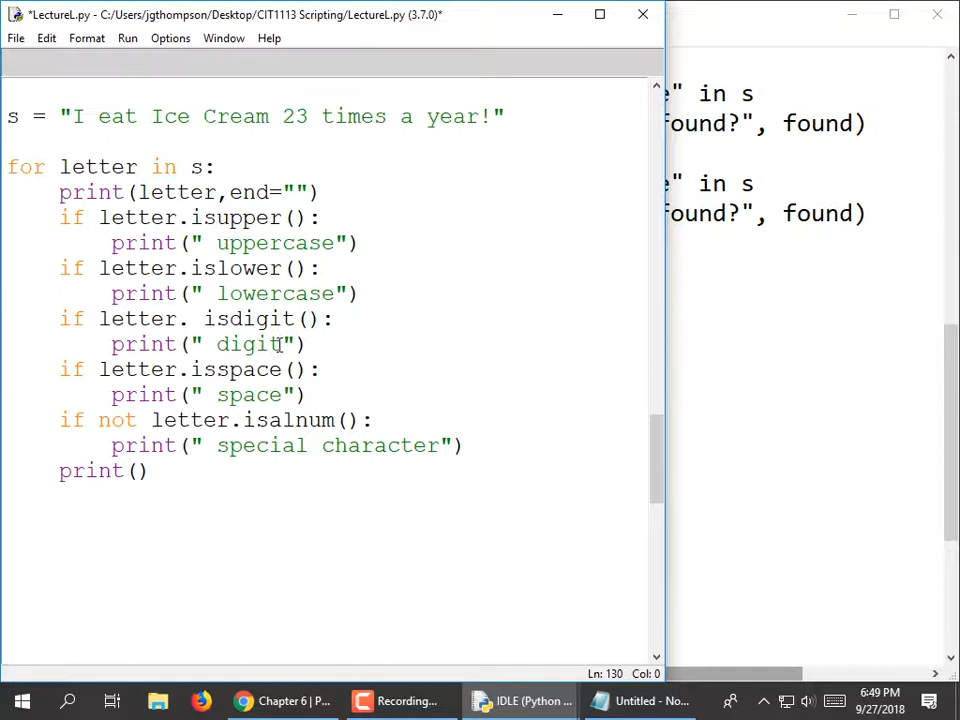 *LectureL.py - C:/Users/jgthompson/Desktop/CIT1113 Scripting/LectureL.py (3.7.0)*
File Edit Format Run Options Window Help
s = "I eat Ice Cream 23 times a year!"
for letter in s:
    print(letter,end="")
    if letter.isupper():
        print(" uppercase")
    if letter.islower():
        print(" lowercase")
    if letter. isdigit():
        print(" digit")
    if letter.isspace():
        print(" space")
    if not letter.isalnum():
        print(" special character")
    print()
Ln: 130 Col: 0
e" in s
found?", found)
e" in s
found?", found)
Chapter 6 | P... Recording... IDLE (Python ... Untitled - No... 6:49 PM
9/27/2018